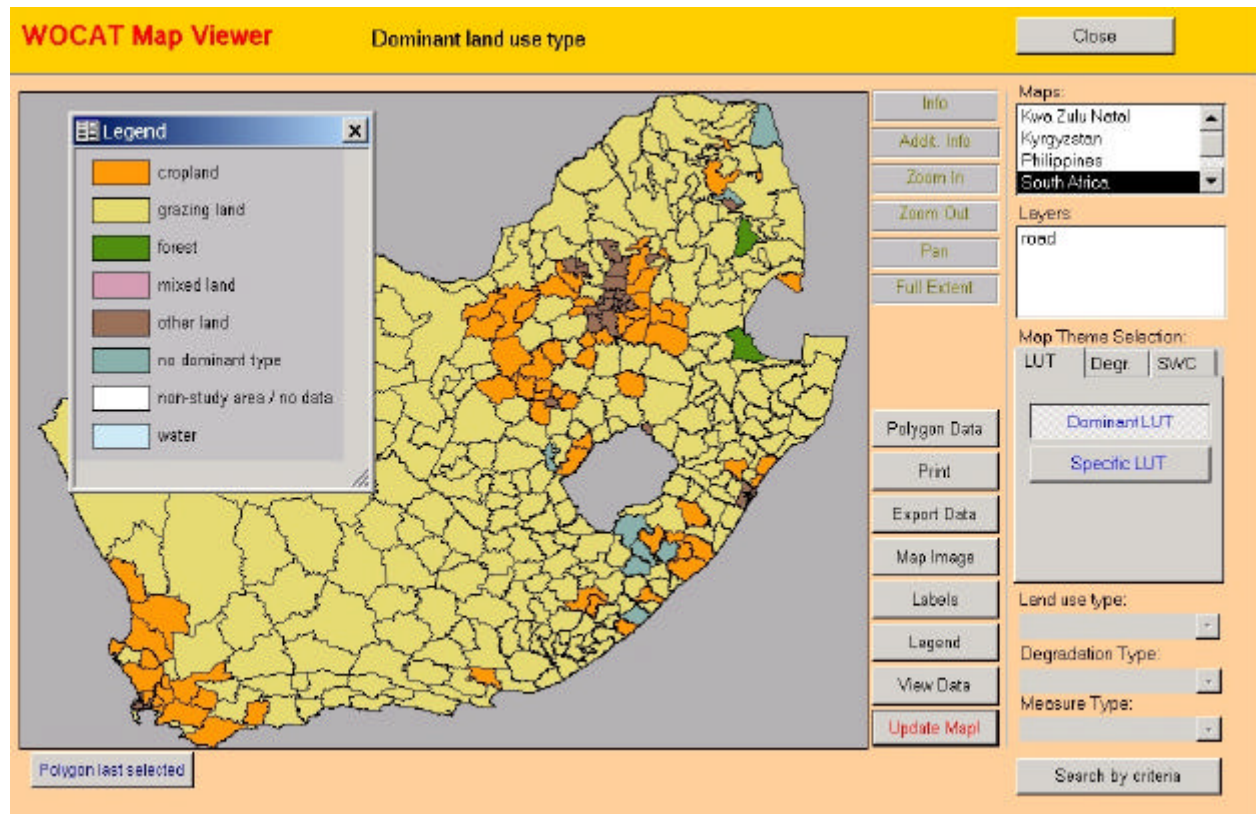 WOCAT Map Viewer
Dominant land use type
Close
Legend
cropland
grazing land
forest
mixed land
other land
no dominant type
non-study area / no data
water
Info
Addit. Info
Zoom In
Zoom Out
Pan
Full Extent
Polygon Data
Print
Export Data
Map Image
Labels
Legend
View Data
Update Map!
Maps:
Kwa Zulu Natal
Kyrgyzstan
Philippines
South Africa
Layers:
road
Map Theme Selection:
LUT Degr. SWC
Dominant LUT
Specific LUT
Land use type:
Degradation Type:
Measure Type:
Search by criteria
Polygon last selected